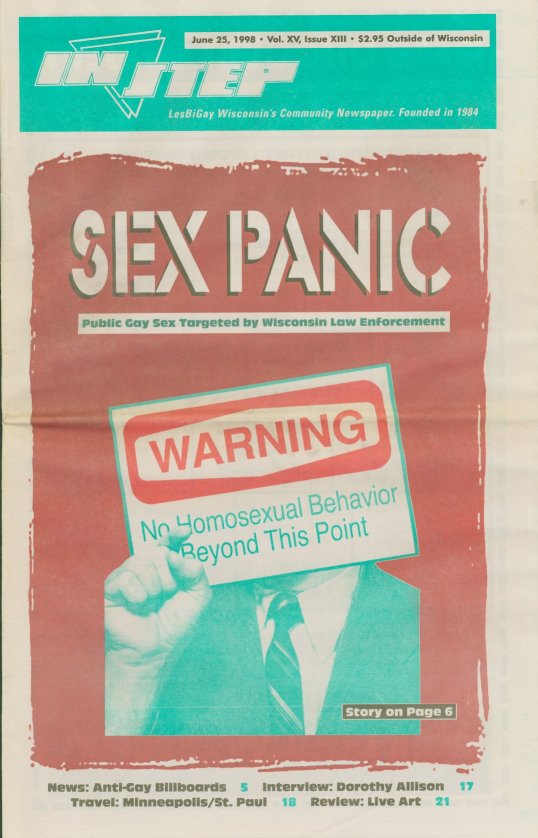 June 25, 1998 • Vol. XV, Issue XIII • $2.95 Outside of Wisconsin
IN STEP
LesBiGay Wisconsin's Community Newspaper. Founded in 1984
SEX PANIC
Public Gay Sex Targeted by Wisconsin Law Enforcement
WARNING
No Homosexual Behavior
Beyond This Point
Story on Page 6
News: Anti-Gay Billboards 5 Interview: Dorothy Allison 17
Travel: Minneapolis/St. Paul 18 Review: Live Art 21